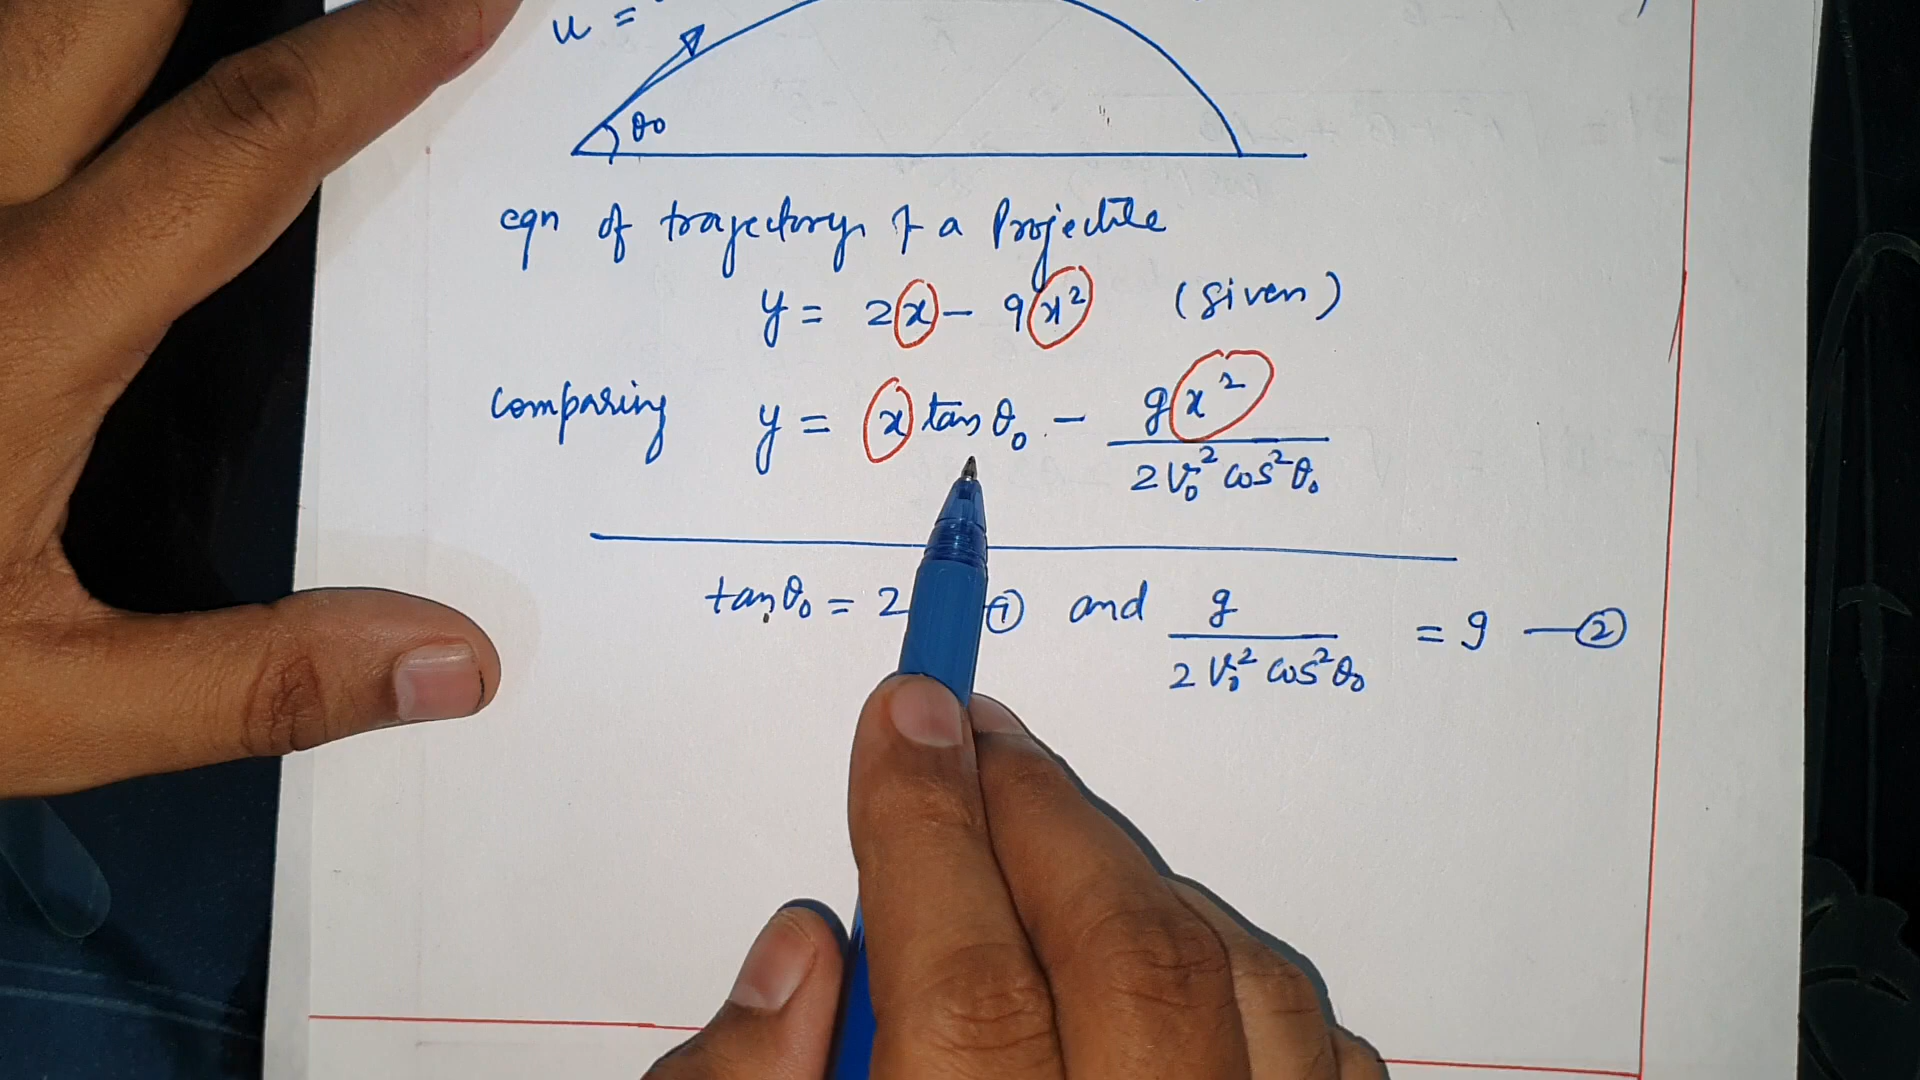 u =
θ₀
eqn of trajectory of a Projectile
y = 2x - 9x² (Given)
comparing y = x tan θ₀ - gx² / 2V₀² cos²θ₀
tan θ₀ = 2 ① and g / 2V₀² cos²θ₀ = 9 — ②